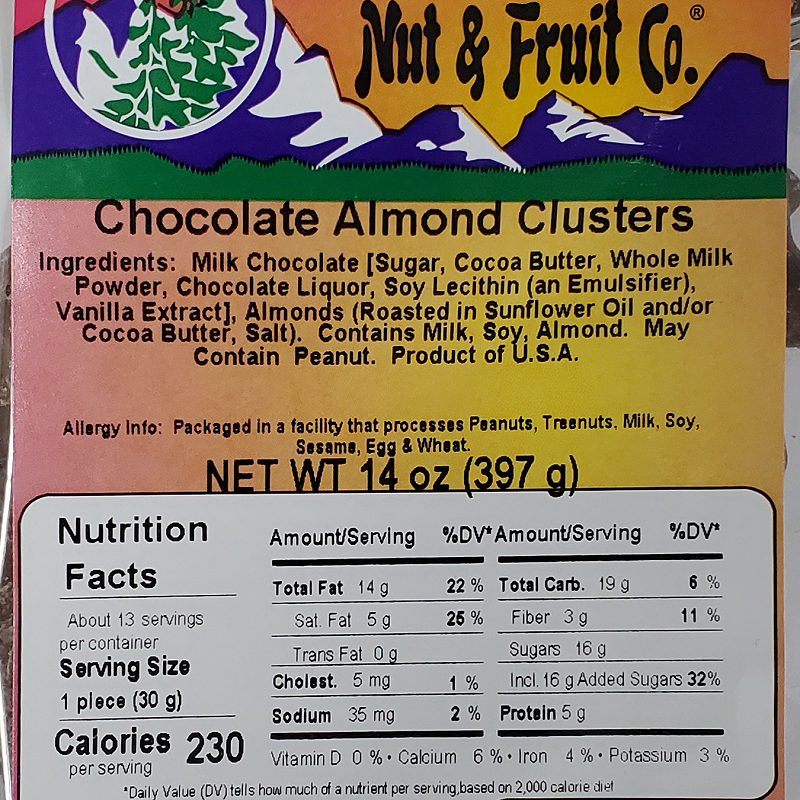 Nut & Fruit Co.®
Chocolate Almond Clusters
Ingredients: Milk Chocolate [Sugar, Cocoa Butter, Whole Milk
Powder, Chocolate Liquor, Soy Lecithin (an Emulsifier),
Vanilla Extract], Almonds (Roasted in Sunflower Oil and/or
Cocoa Butter, Salt). Contains Milk, Soy, Almond. May
Contain Peanut. Product of U.S.A.
Allergy Info: Packaged in a facility that processes Peanuts, Treenuts, Milk, Soy,
Sesame, Egg & Wheat.
NET WT 14 oz (397 g)
Nutrition
Facts
About 13 servings
per container
Serving Size
1 piece (30 g)
Calories 230
per serving
Amount/Serving %DV*
Total Fat 14 g 22 %
Sat. Fat 5 g 25 %
Trans Fat 0 g
Cholest. 5 mg 1 %
Sodium 35 mg 2 %
Amount/Serving %DV*
Total Carb. 19 g 6 %
Fiber 3 g 11 %
Sugars 16 g
Incl. 16 g Added Sugars 32%
Protein 5 g
Vitamin D 0 % • Calcium 6 % • Iron 4 % • Potassium 3 %
*Daily Value (DV) tells how much of a nutrient per serving,based on 2,000 calorie diet